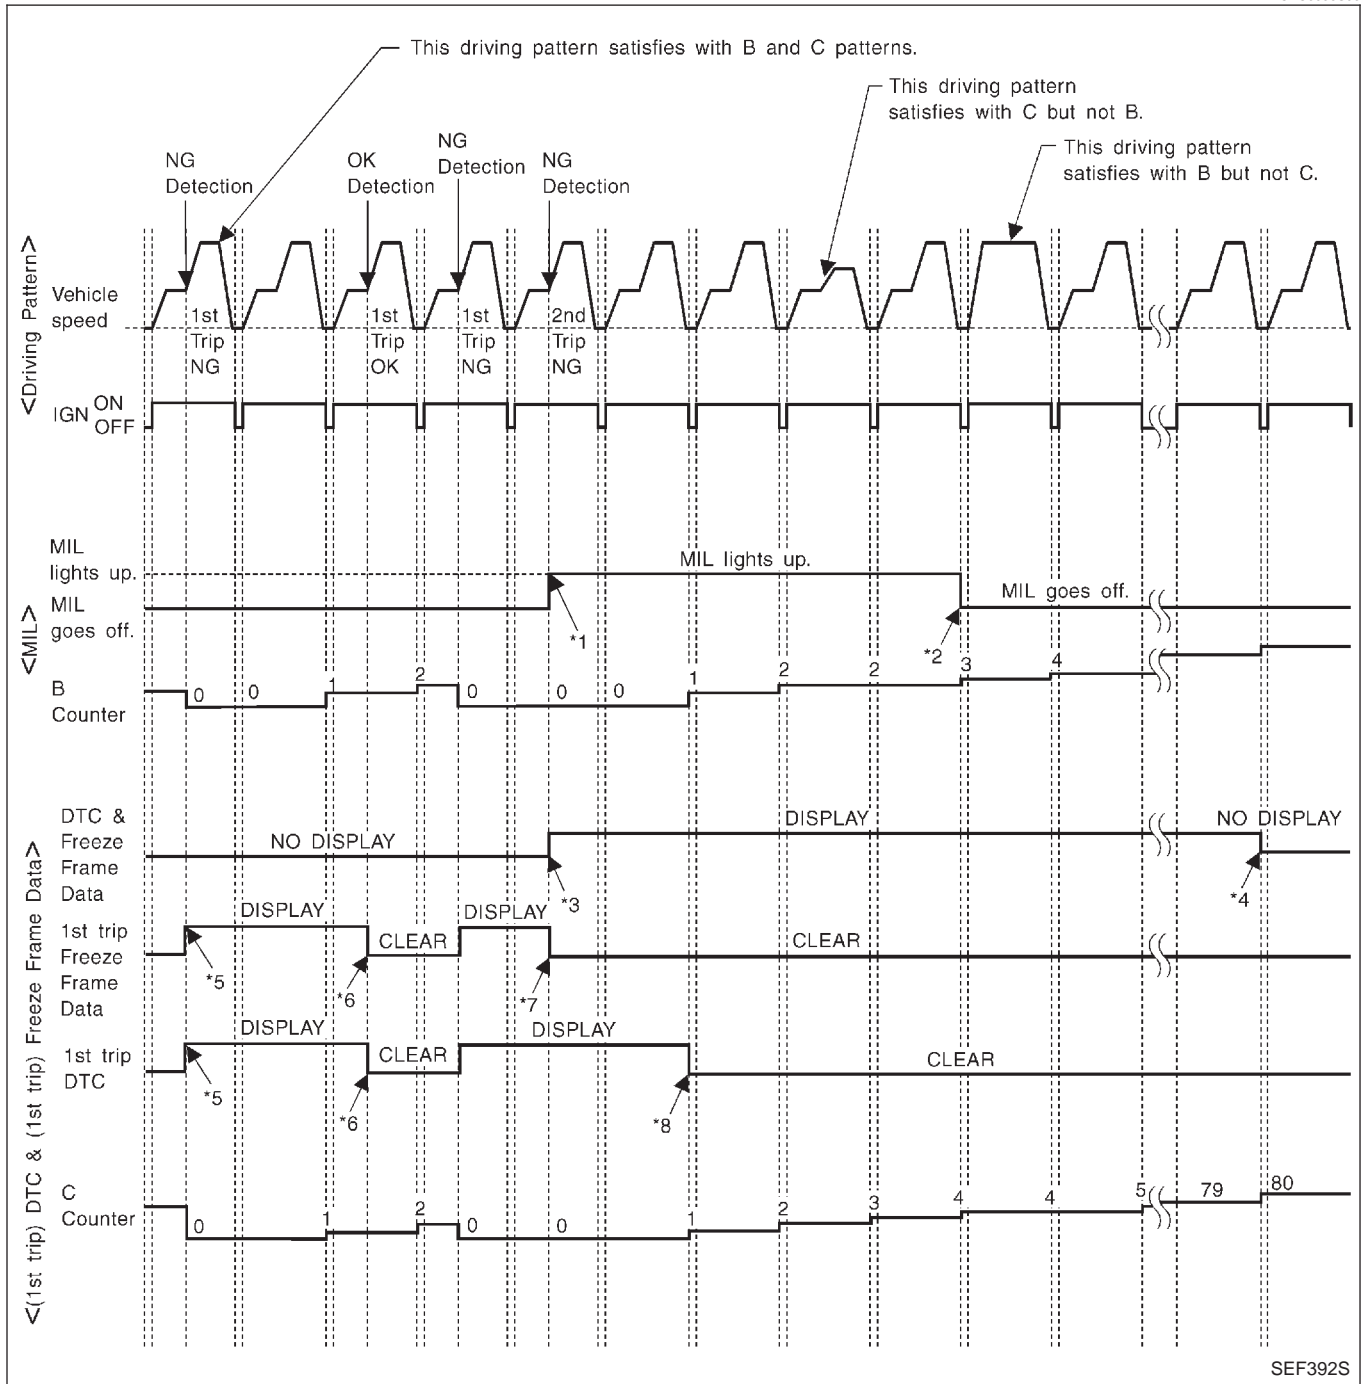 This driving pattern satisfies with B and C patterns.
This driving pattern
satisfies with C but not B.
This driving pattern
satisfies with B but not C.
NG
Detection
OK
Detection
NG
Detection
NG
Detection
<Driving Pattern>
Vehicle
speed
1st
Trip
NG
1st
Trip
OK
1st
Trip
NG
2nd
Trip
NG
IGN ON
OFF
<MIL>
MIL
lights up.
MIL lights up.
MIL
goes off.
MIL goes off.
*1
*2
B
Counter
0 0 1 2 0 0 0 1 2 2 3 4
<(1st trip) DTC & (1st trip) Freeze Frame Data>
DTC &
Freeze
Frame
Data
NO DISPLAY
DISPLAY
NO DISPLAY
*3
*4
1st trip
Freeze
Frame
Data
DISPLAY
CLEAR
DISPLAY
CLEAR
*5
*6
*7
1st trip
DTC
DISPLAY
CLEAR
DISPLAY
CLEAR
*5
*6
*8
C
Counter
0 1 2 0 0 1 2 3 4 4 5 79 80
SEF392S